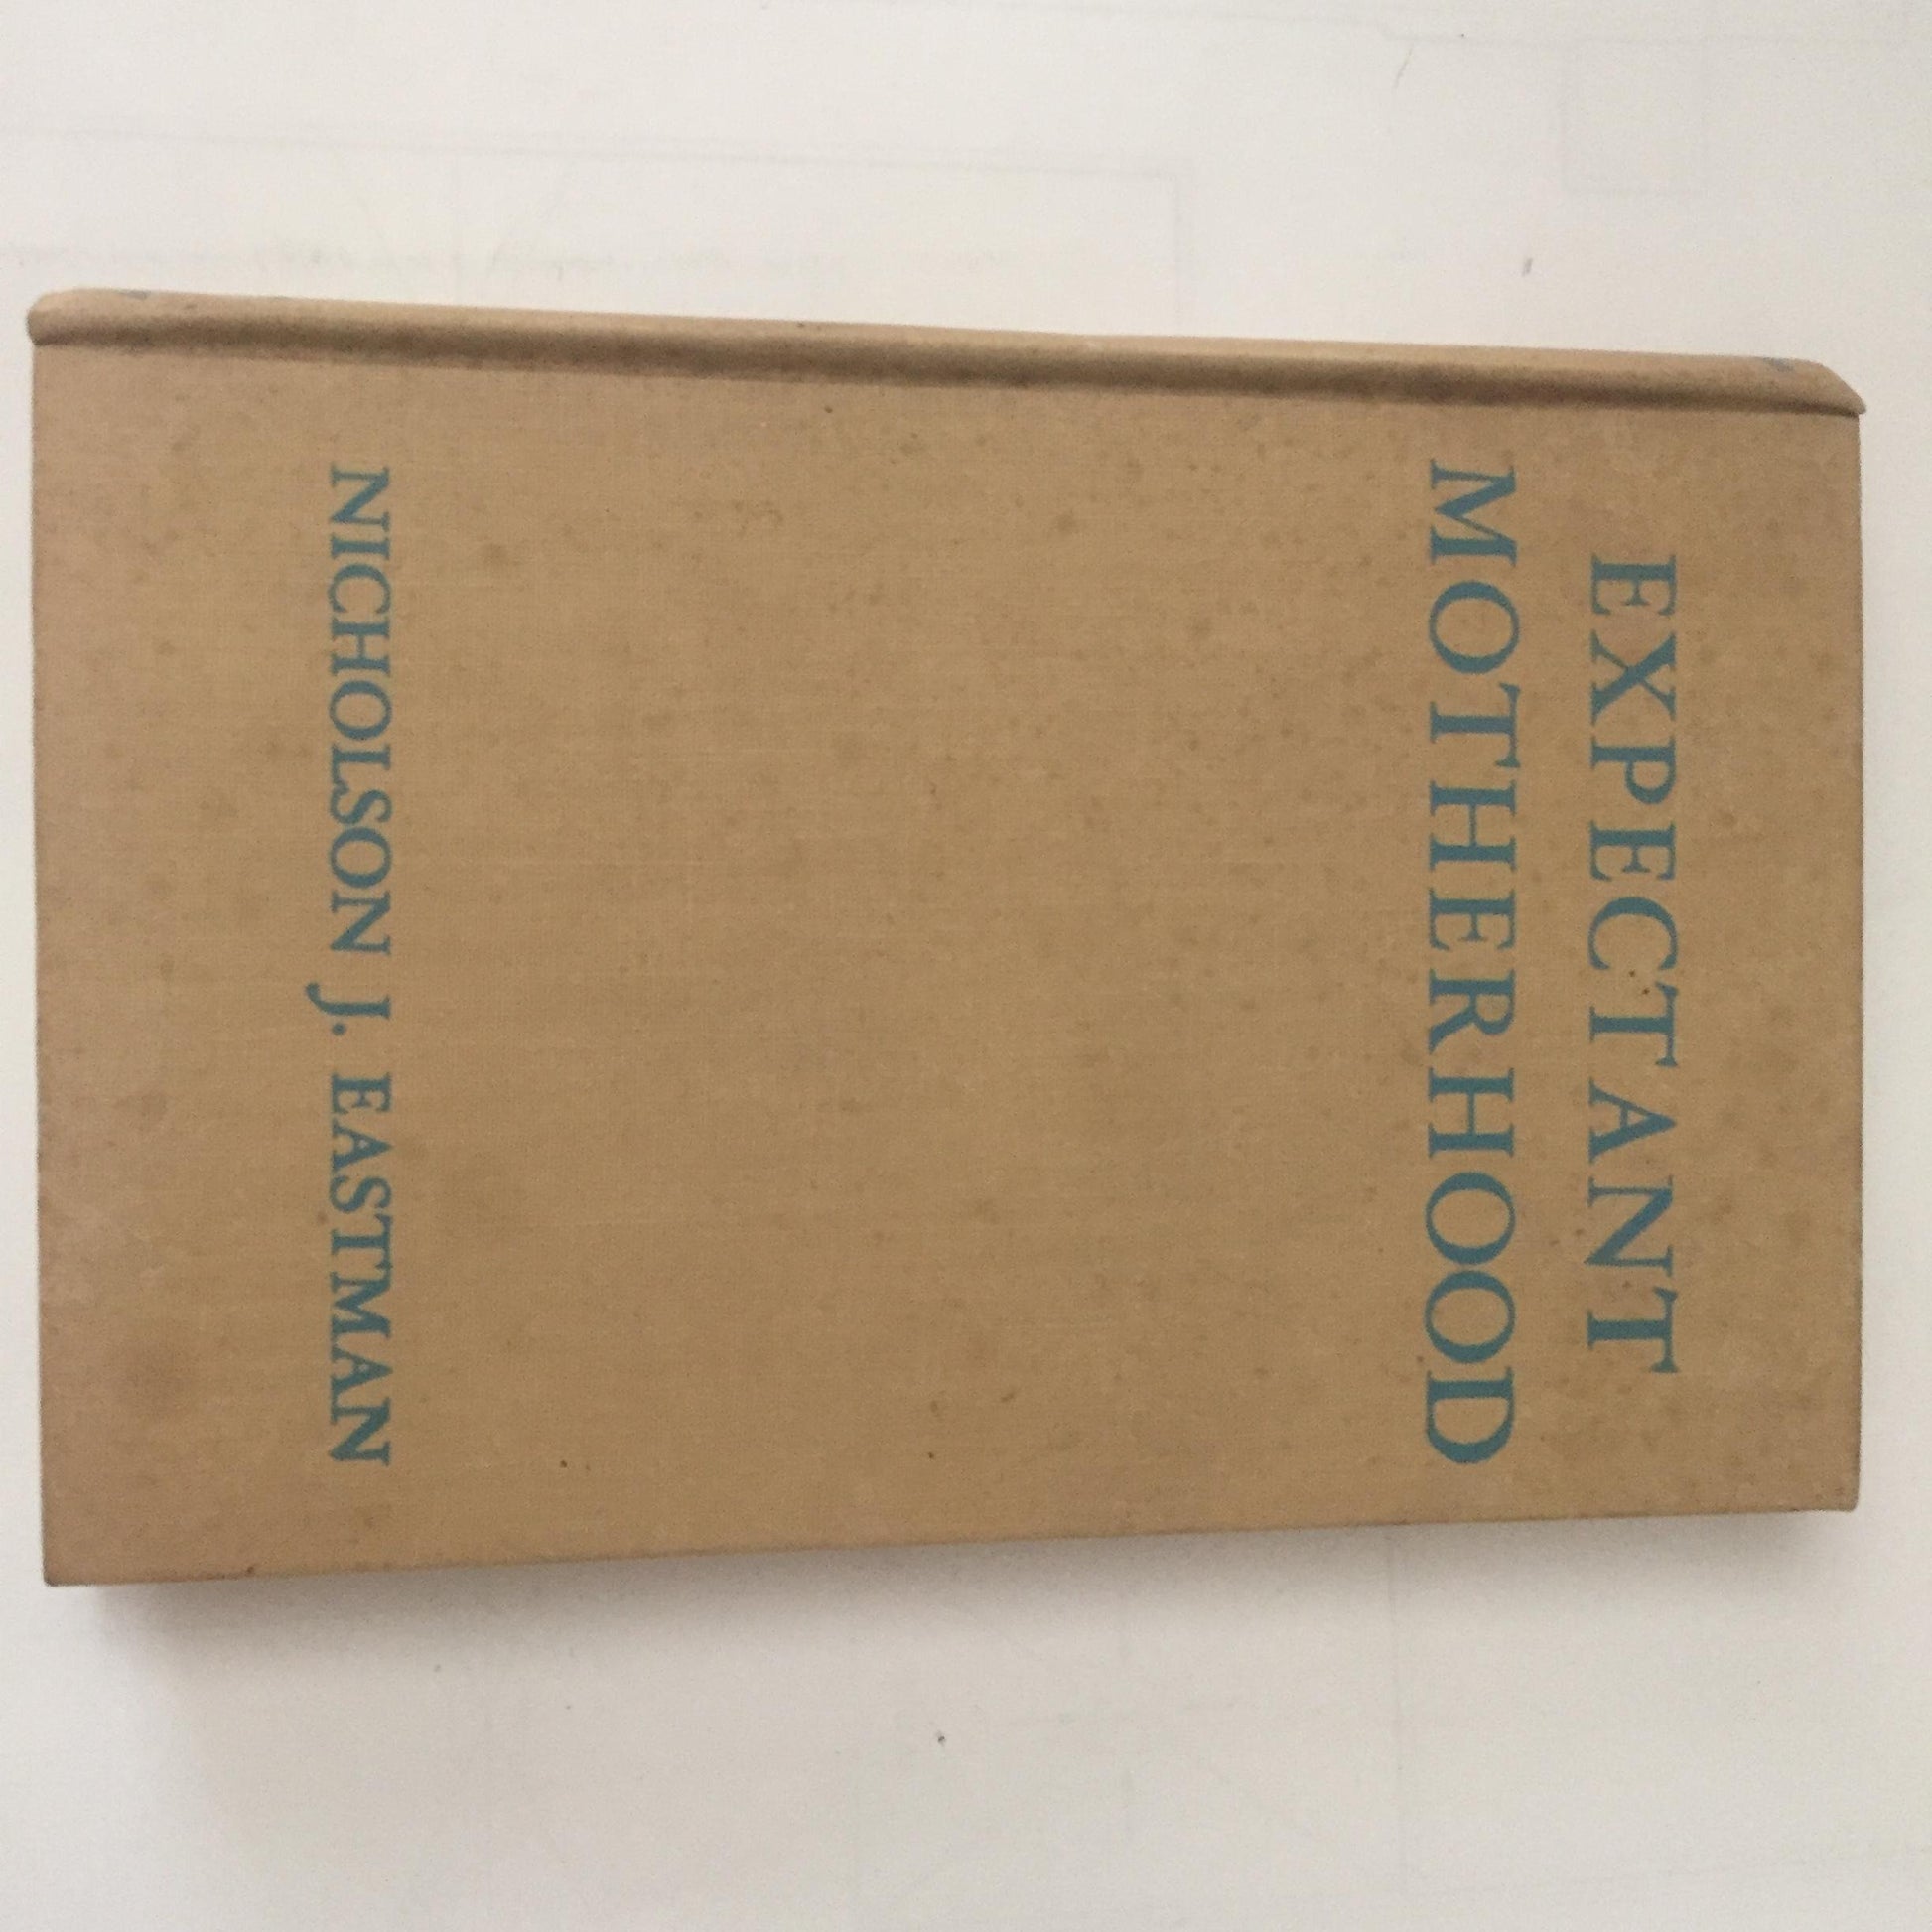 EXPECTANT
MOTHERHOOD
NICHOLSON J. EASTMAN